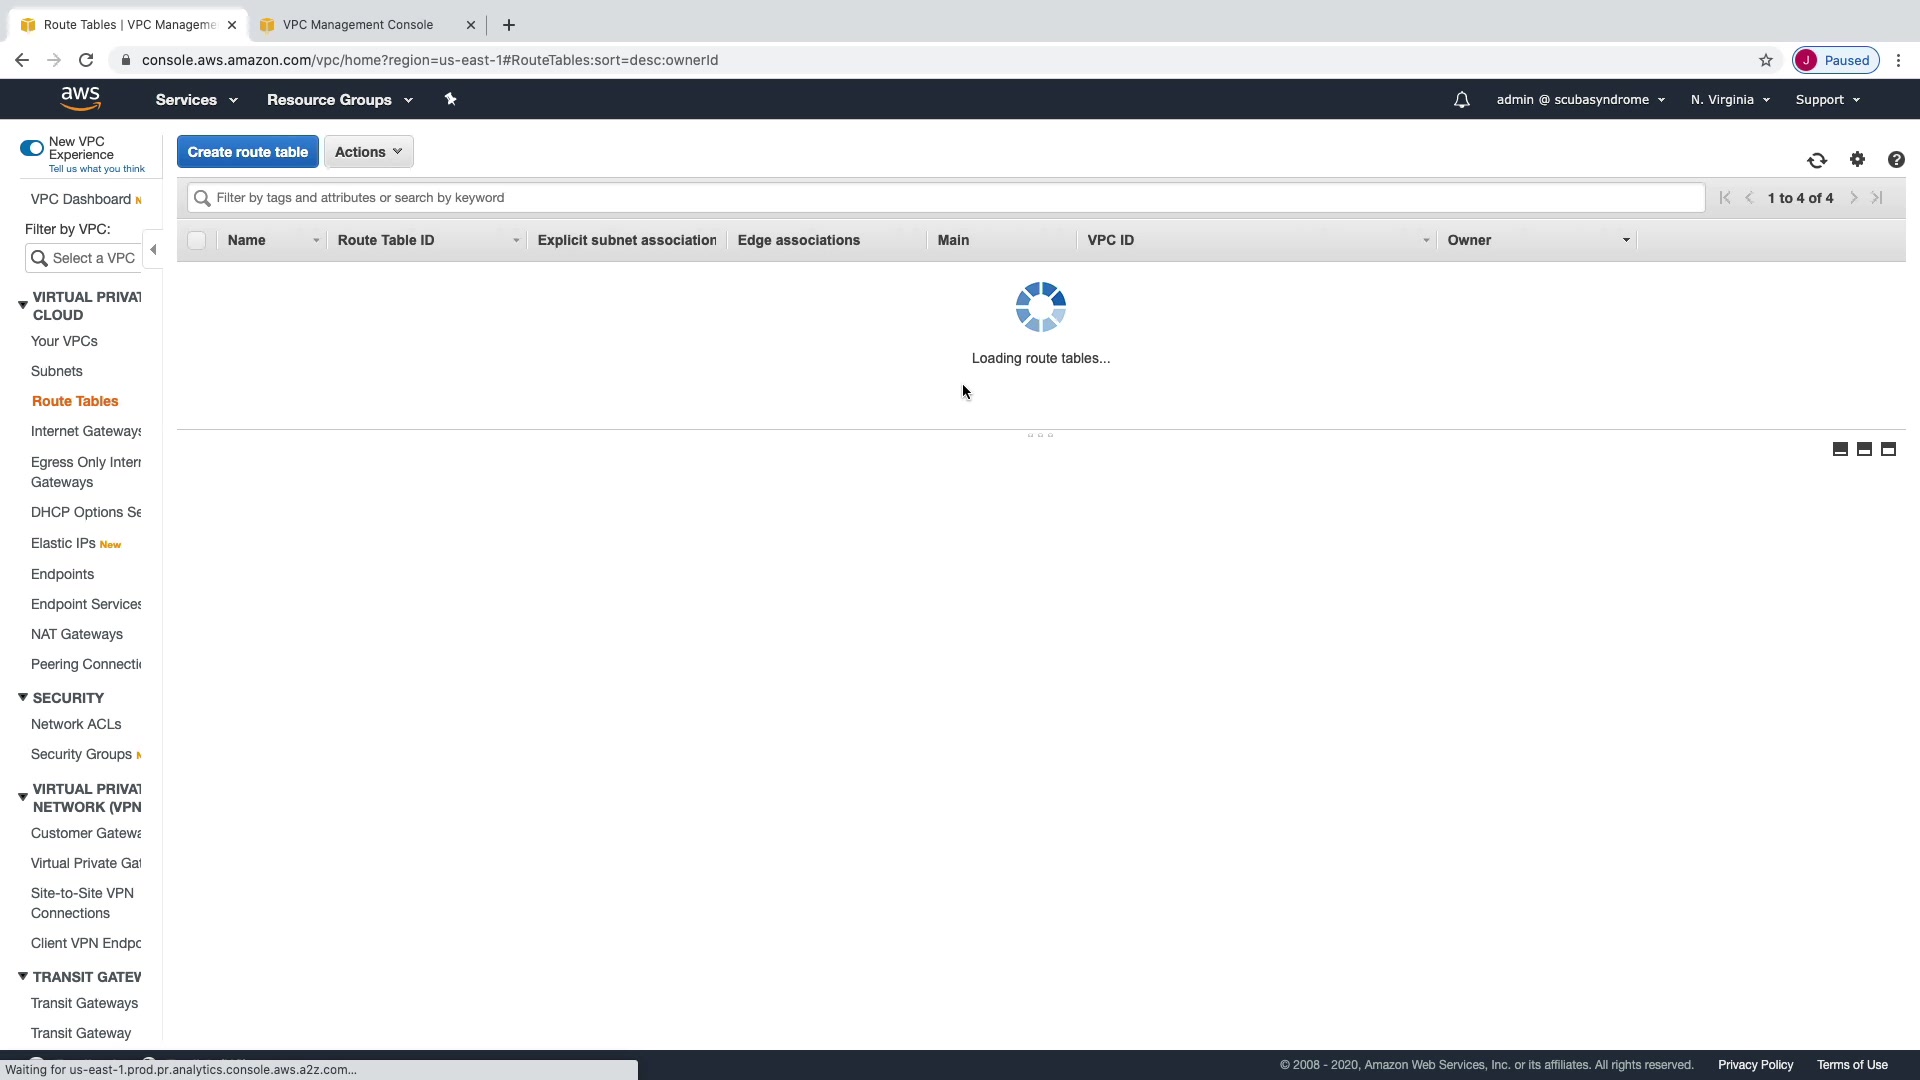 Route Tables | VPC Manageme
VPC Management Console
console.aws.amazon.com/vpc/home?region=us-east-1#RouteTables:sort=desc:ownerId
J Paused
aws
Services
Resource Groups
admin @ scubasyndrome
N. Virginia
Support
New VPC
Experience
Tell us what you think
Create route table
Actions
VPC Dashboard N
Filter by tags and attributes or search by keyword
1 to 4 of 4
Filter by VPC:
Select a VPC
Name
Route Table ID
Explicit subnet association
Edge associations
Main
VPC ID
Owner
Loading route tables...
VIRTUAL PRIVAT
CLOUD
Your VPCs
Subnets
Route Tables
Internet Gateways
Egress Only Intern
Gateways
DHCP Options Se
Elastic IPs New
Endpoints
Endpoint Services
NAT Gateways
Peering Connectio
SECURITY
Network ACLs
Security Groups N
VIRTUAL PRIVAT
NETWORK (VPN
Customer Gatewa
Virtual Private Gat
Site-to-Site VPN
Connections
Client VPN Endpo
TRANSIT GATEW
Transit Gateways
Transit Gateway
Waiting for us-east-1.prod.pr.analytics.console.aws.a2z.com...
© 2008 - 2020, Amazon Web Services, Inc. or its affiliates. All rights reserved.
Privacy Policy
Terms of Use